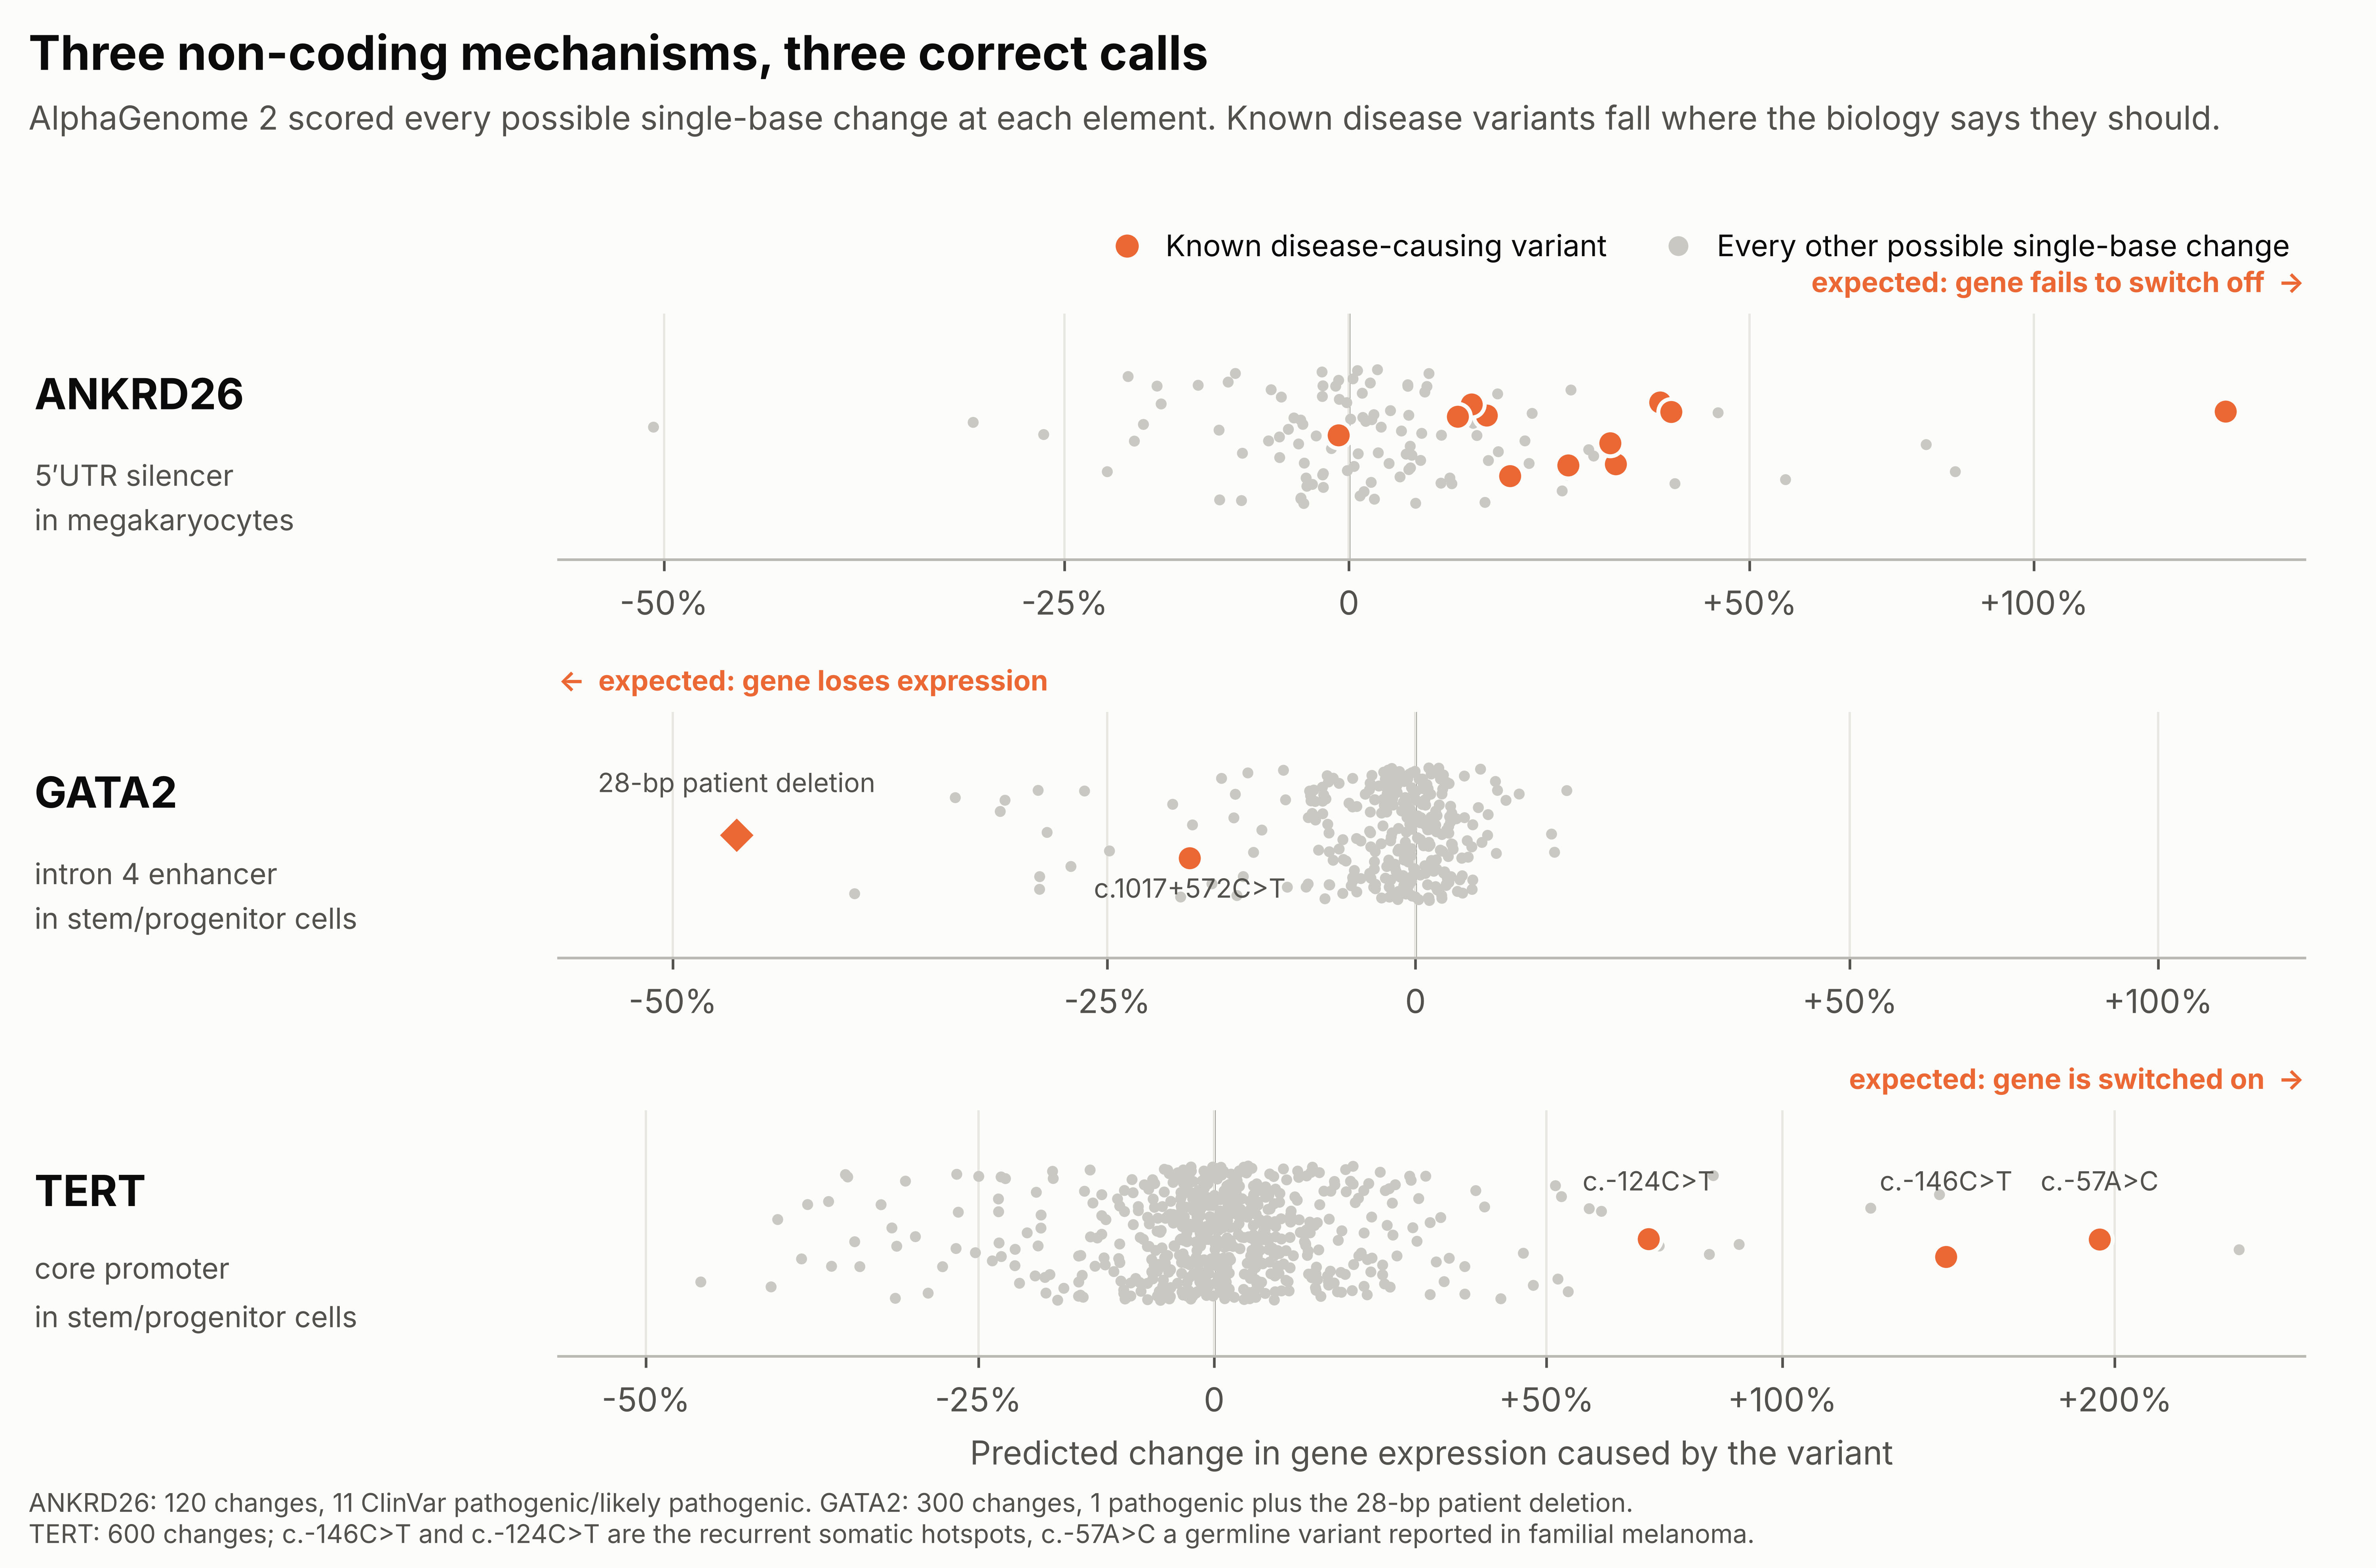 Three non-coding mechanisms, three correct calls
AlphaGenome 2 scored every possible single-base change at each element. Known disease variants fall where the biology says they should.
Known disease-causing variant
Every other possible single-base change
expected: gene fails to switch off →
ANKRD26
5'UTR silencer
in megakaryocytes
-50%
-25%
0
+50%
+100%
← expected: gene loses expression
GATA2
intron 4 enhancer
in stem/progenitor cells
28-bp patient deletion
c.1017+572C>T
-50%
-25%
0
+50%
+100%
expected: gene is switched on →
TERT
core promoter
in stem/progenitor cells
c.-124C>T
c.-146C>T
c.-57A>C
-50%
-25%
0
+50%
+100%
+200%
Predicted change in gene expression caused by the variant
ANKRD26: 120 changes, 11 ClinVar pathogenic/likely pathogenic. GATA2: 300 changes, 1 pathogenic plus the 28-bp patient deletion.
TERT: 600 changes; c.-146C>T and c.-124C>T are the recurrent somatic hotspots, c.-57A>C a germline variant reported in familial melanoma.